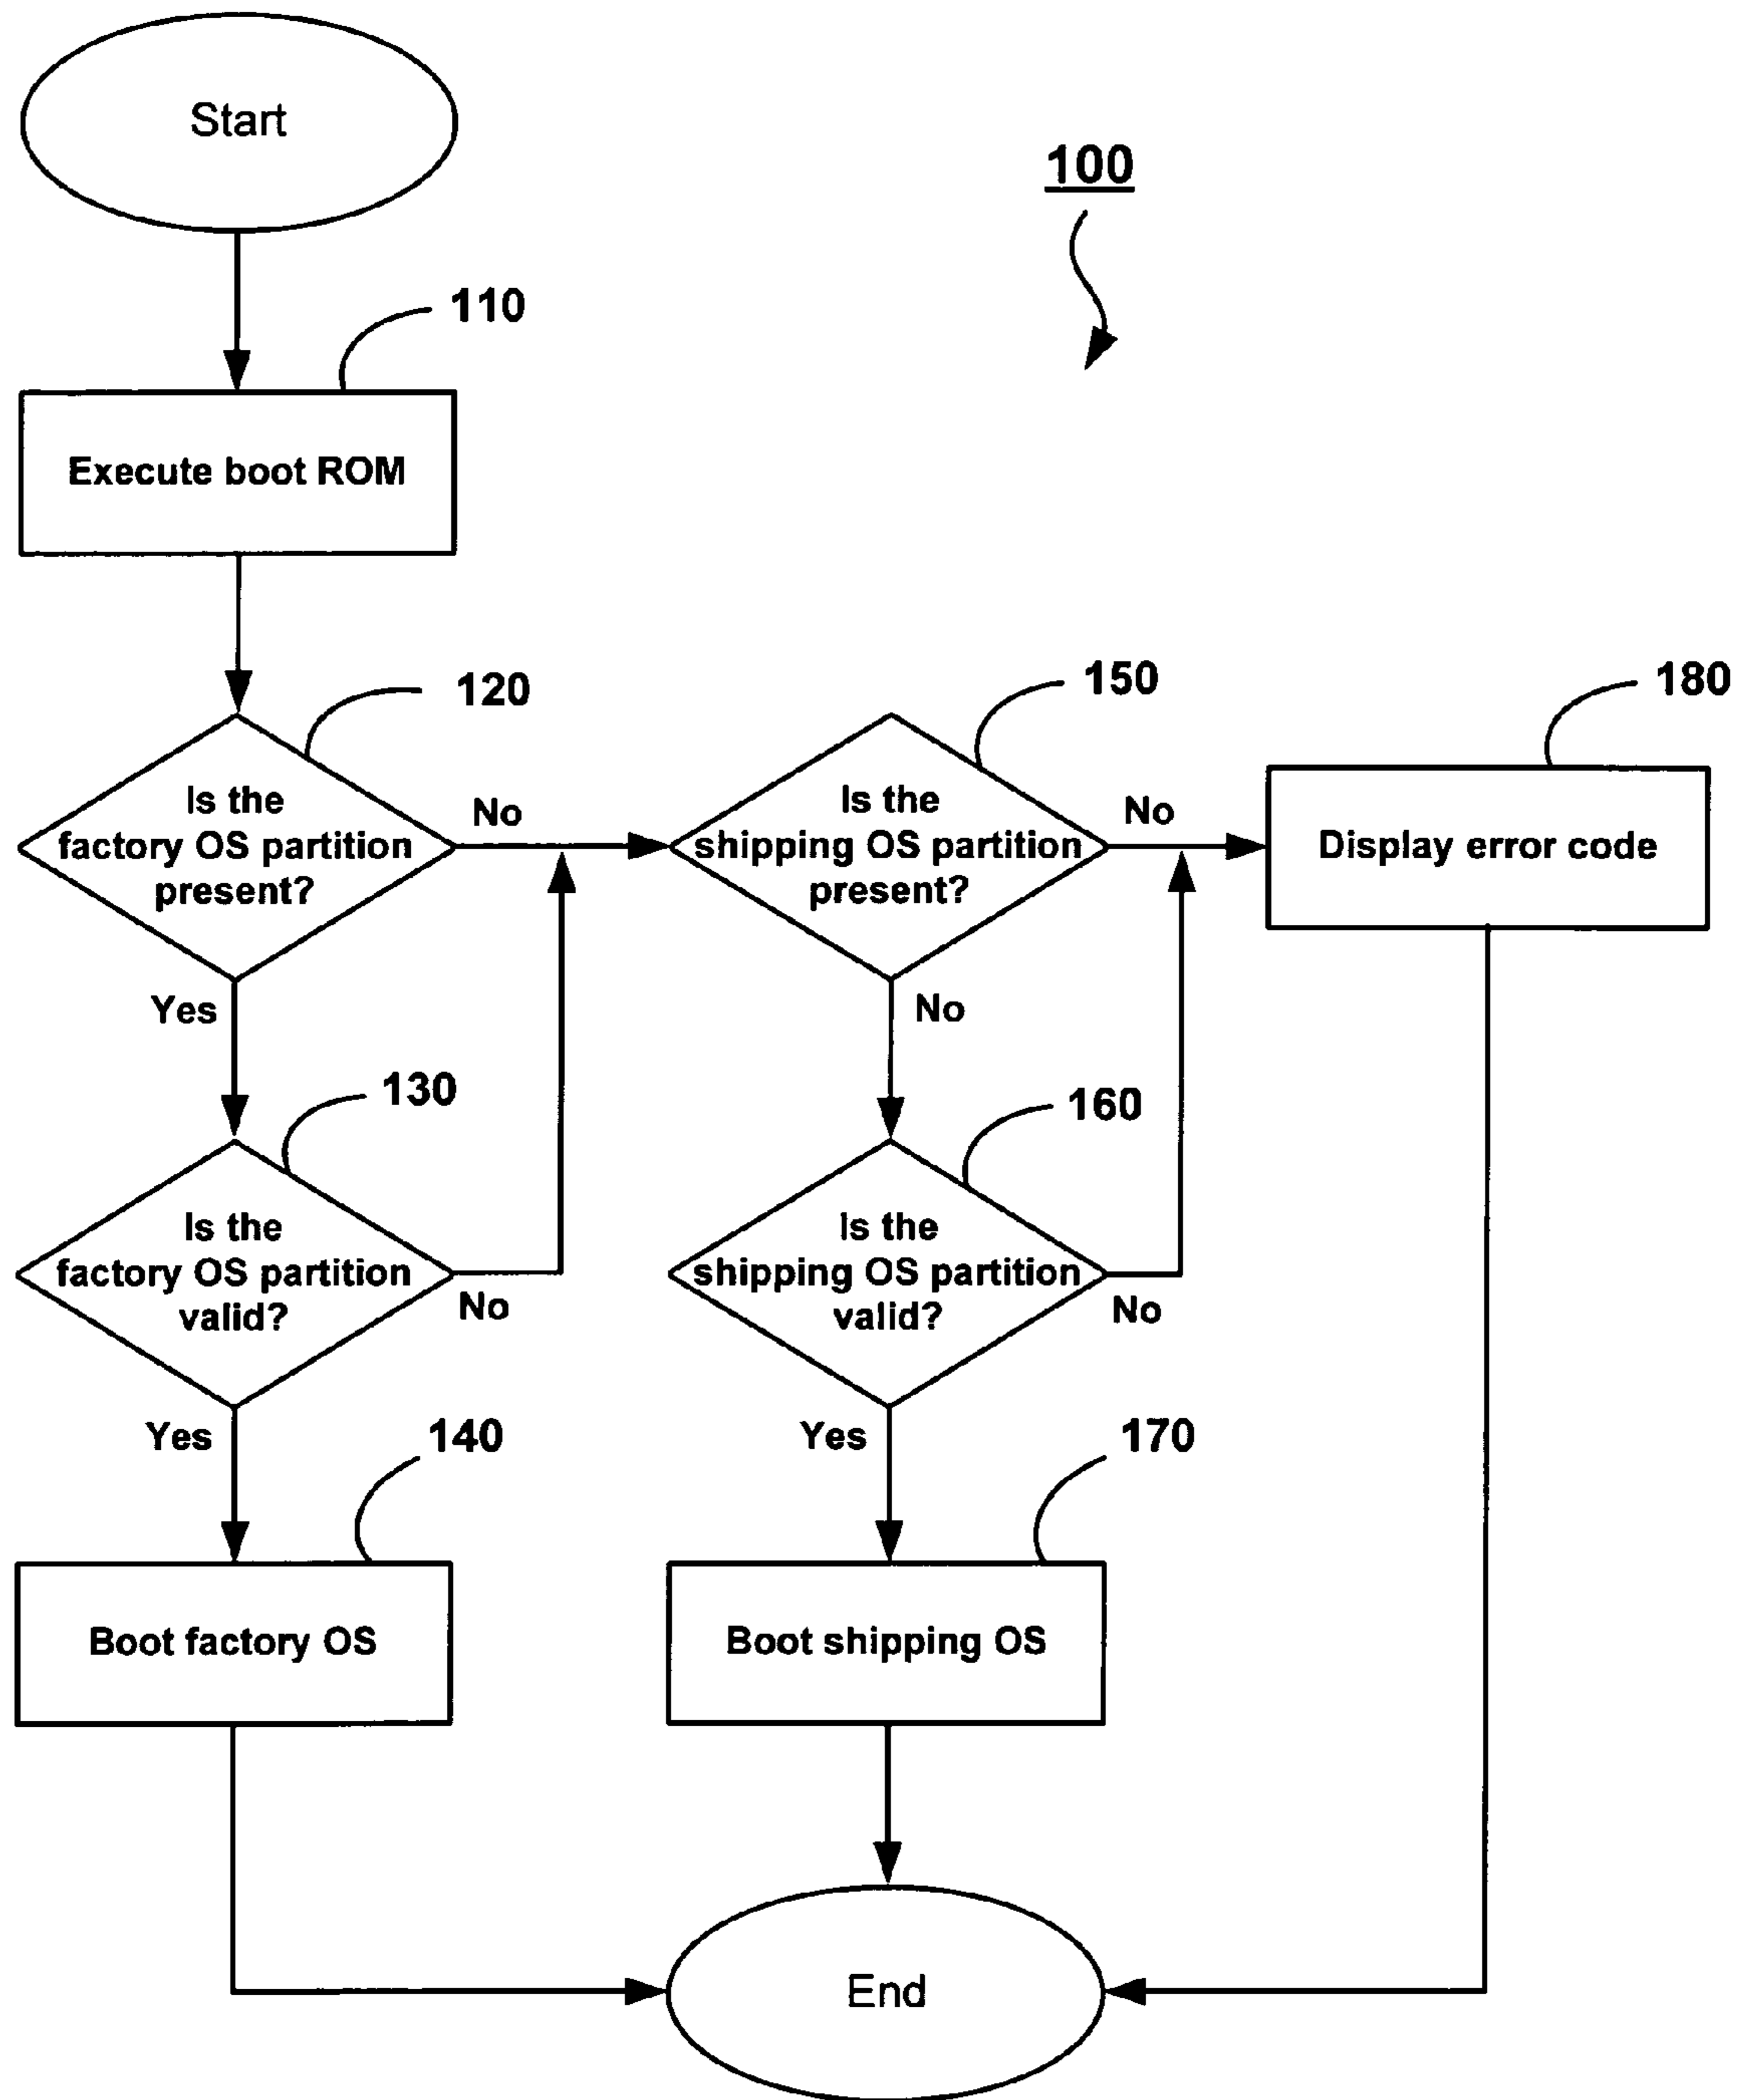 Start
100
110
Execute boot ROM
120
150
180
Is the
factory OS partition
present?
No
Is the
shipping OS partition
present?
No
Display error code
Yes
No
130
160
Is the
factory OS partition
valid?
No
Is the
shipping OS partition
valid?
No
Yes
140
Yes
170
Boot factory OS
Boot shipping OS
End